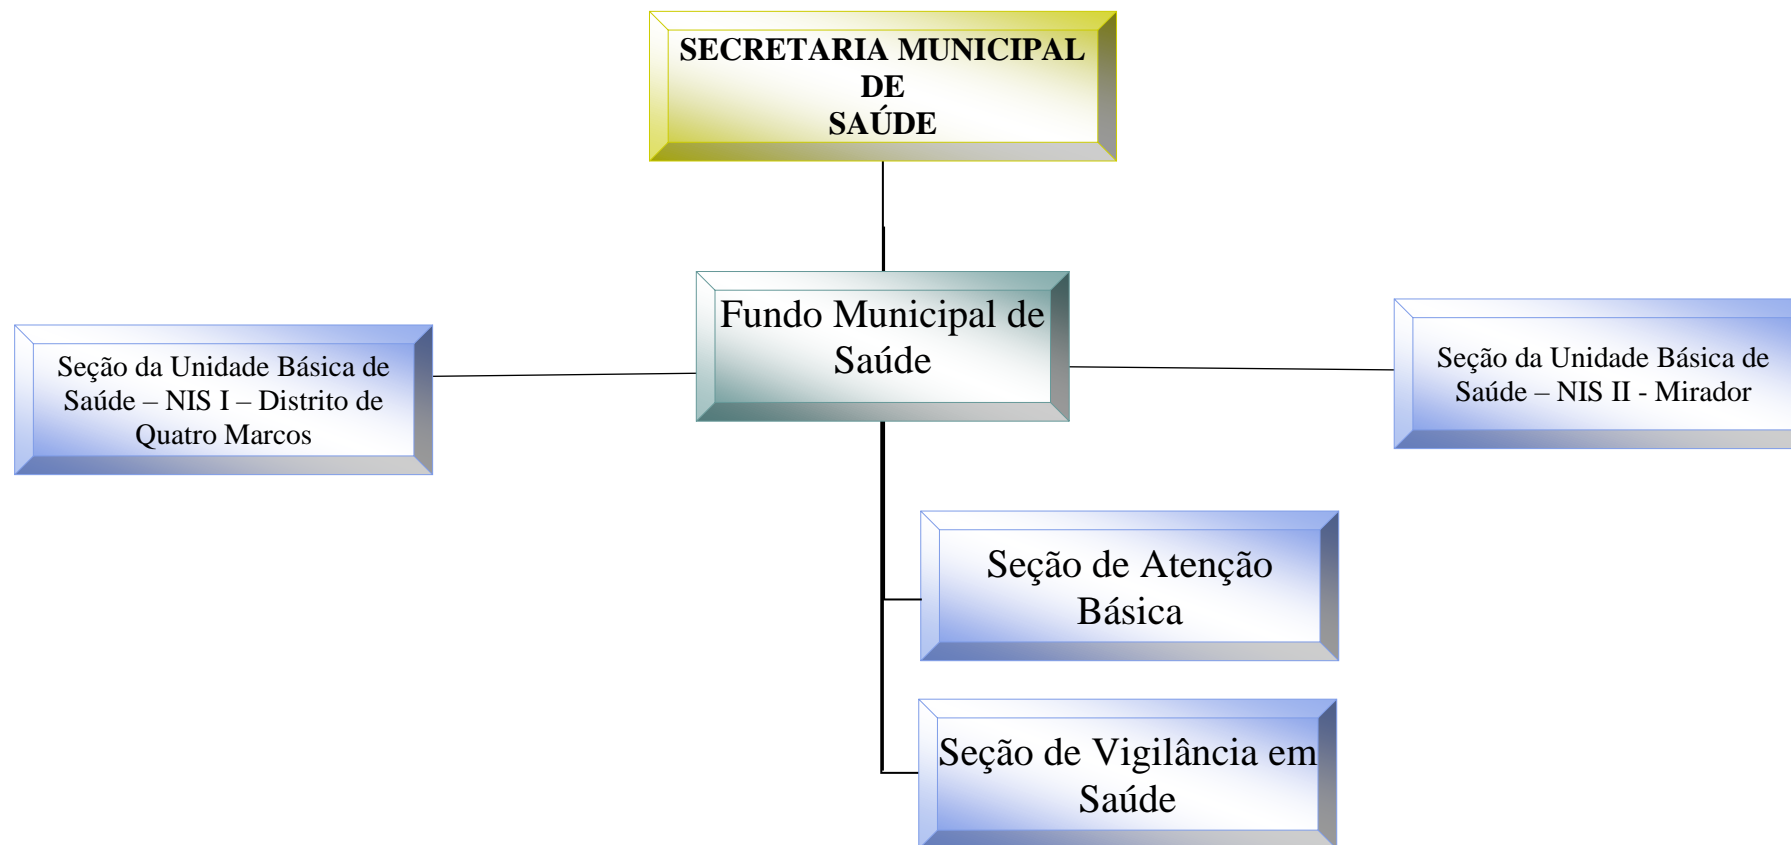 SECRETARIA MUNICIPAL
DE
SAÚDE
Fundo Municipal de
Saúde
Seção da Unidade Básica de
Saúde – NIS I – Distrito de
Quatro Marcos
Seção da Unidade Básica de
Saúde – NIS II - Mirador
Seção de Atenção
Básica
Seção de Vigilância em
Saúde